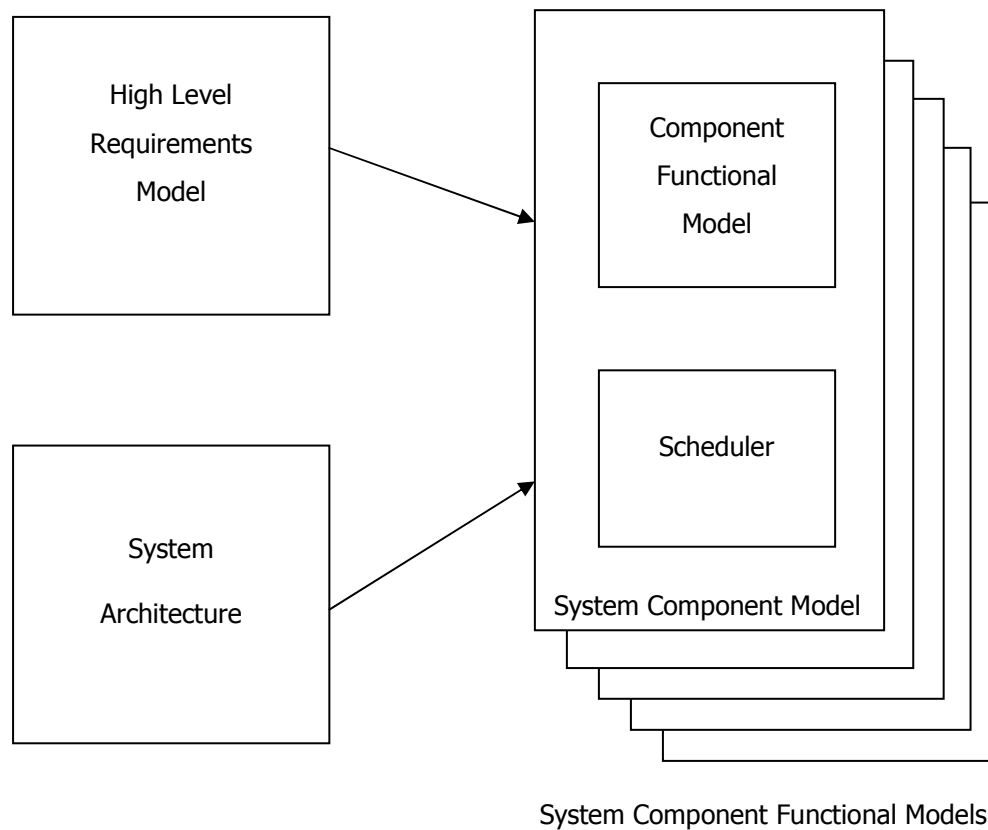 High Level
Requirements
Model
Component
Functional
Model
Scheduler
System
Architecture
System Component Model
System Component Functional Models